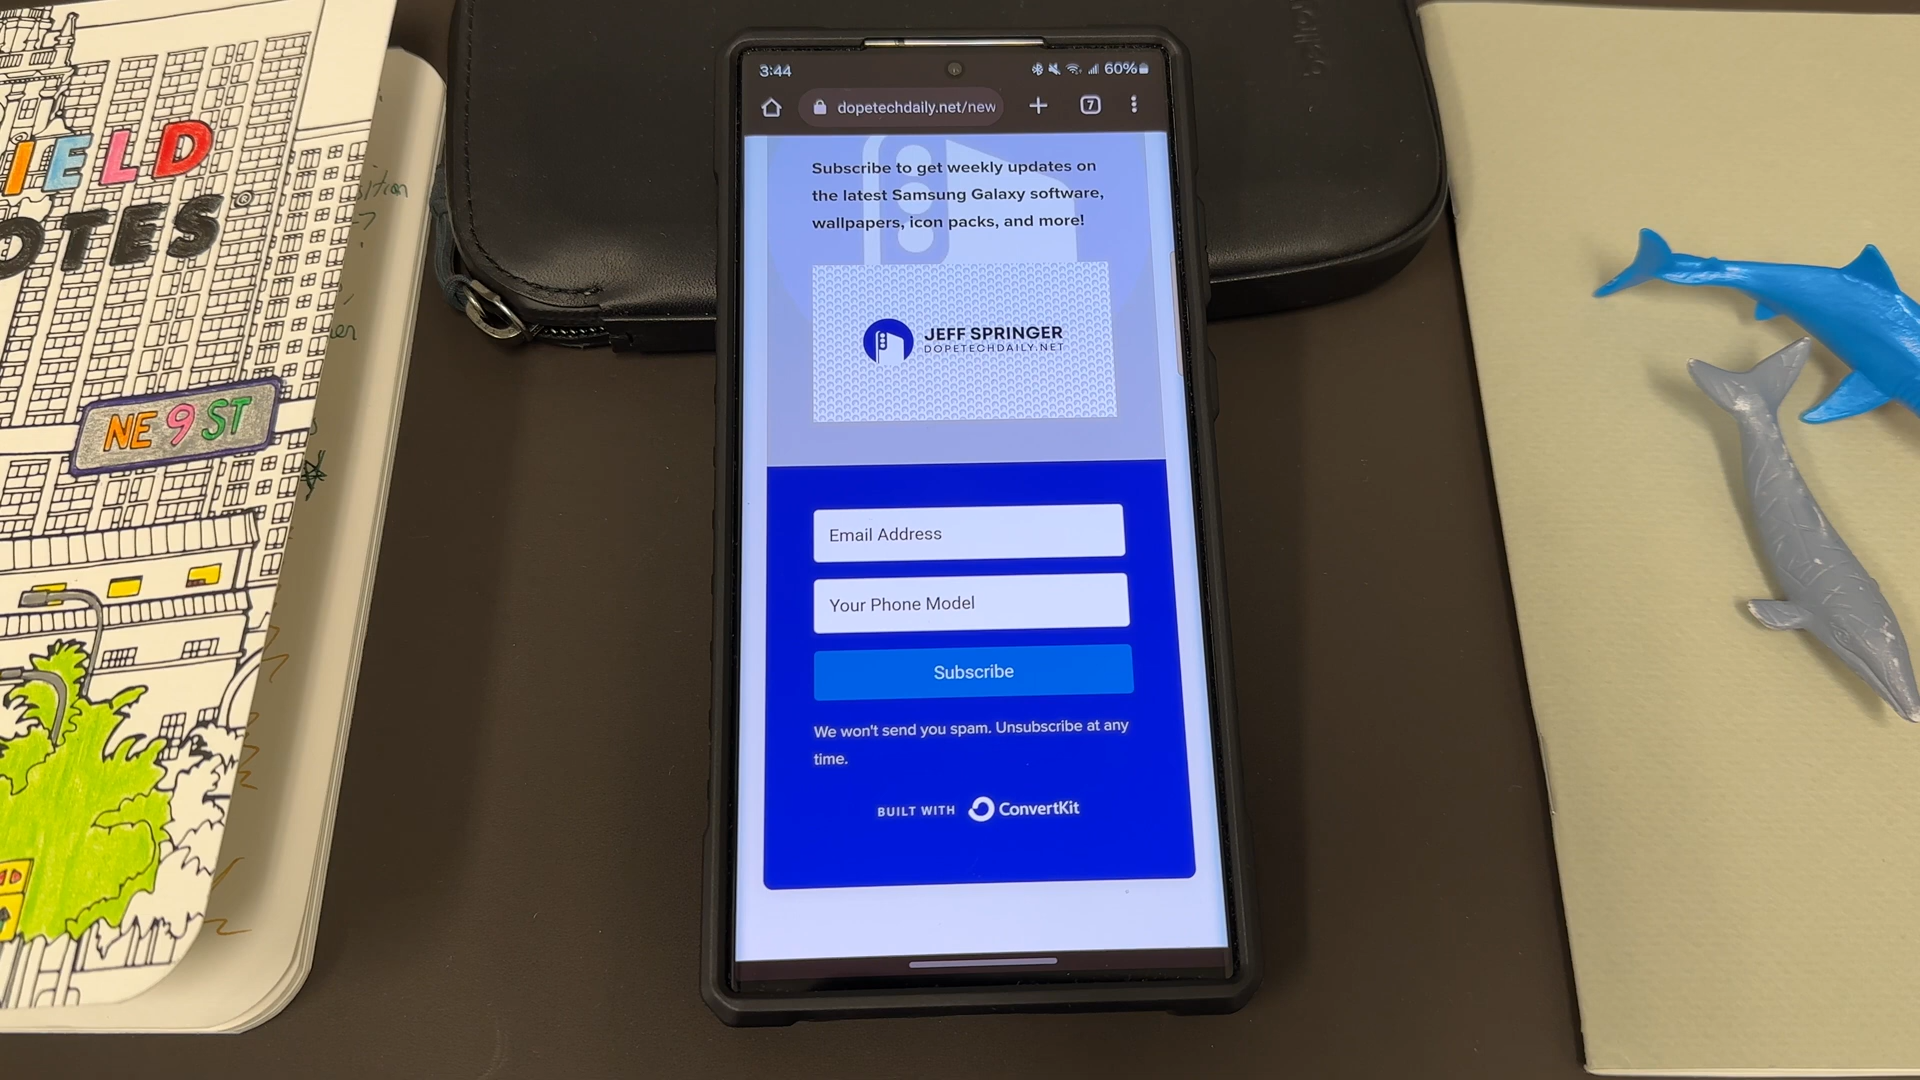 IELD
OTES®
NE 9 ST
3:44
60%
dopetechdaily.net/new
7
Subscribe to get weekly updates on
the latest Samsung Galaxy software,
wallpapers, icon packs, and more!
JEFF SPRINGER
DOPETECHDAILY.NET
Email Address
Your Phone Model
Subscribe
We won't send you spam. Unsubscribe at any
time.
BUILT WITH ConvertKit